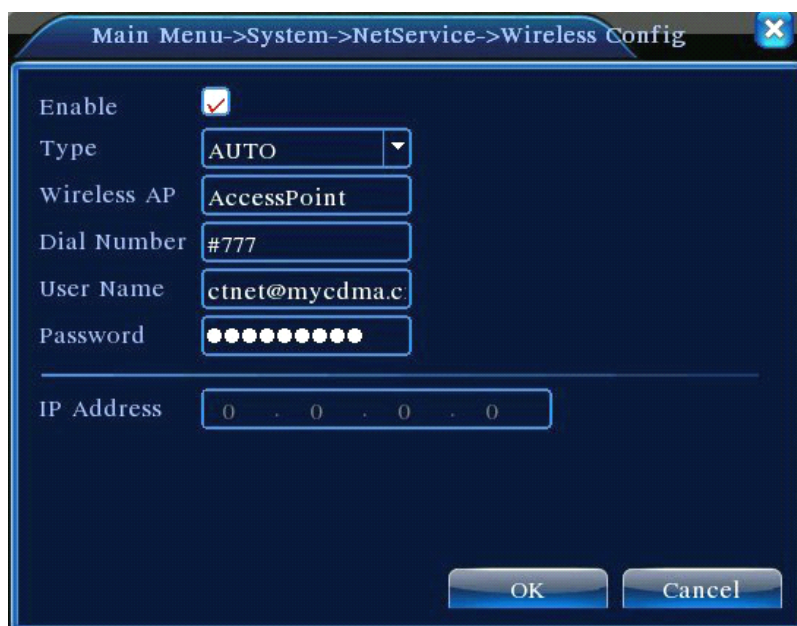 Main Menu->System->NetService->Wireless Config
Enable
Type AUTO
Wireless AP AccessPoint
Dial Number #777
User Name ctnet@mycdma.c
Password ●●●●●●●●●
IP Address 0 . 0 . 0 . 0
OK Cancel